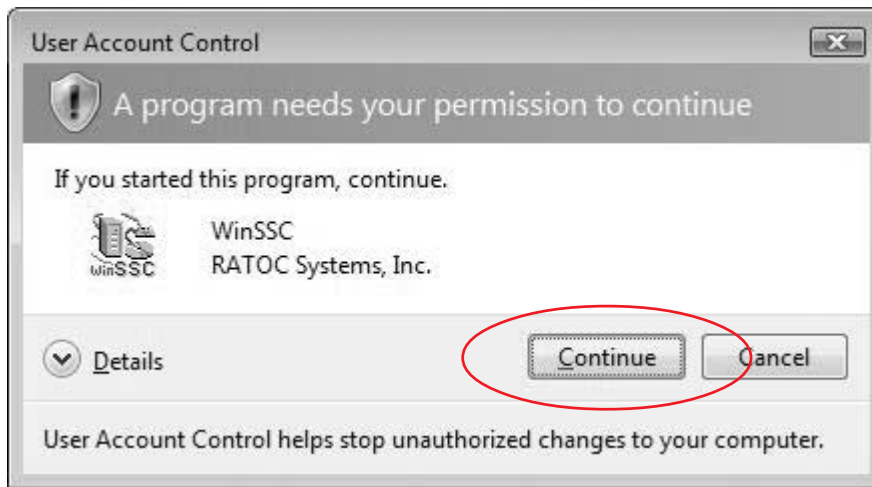 User Account Control
A program needs your permission to continue
If you started this program, continue.
WinSSC
WinSSC
RATOC Systems, Inc.
Details
Continue
Cancel
User Account Control helps stop unauthorized changes to your computer.